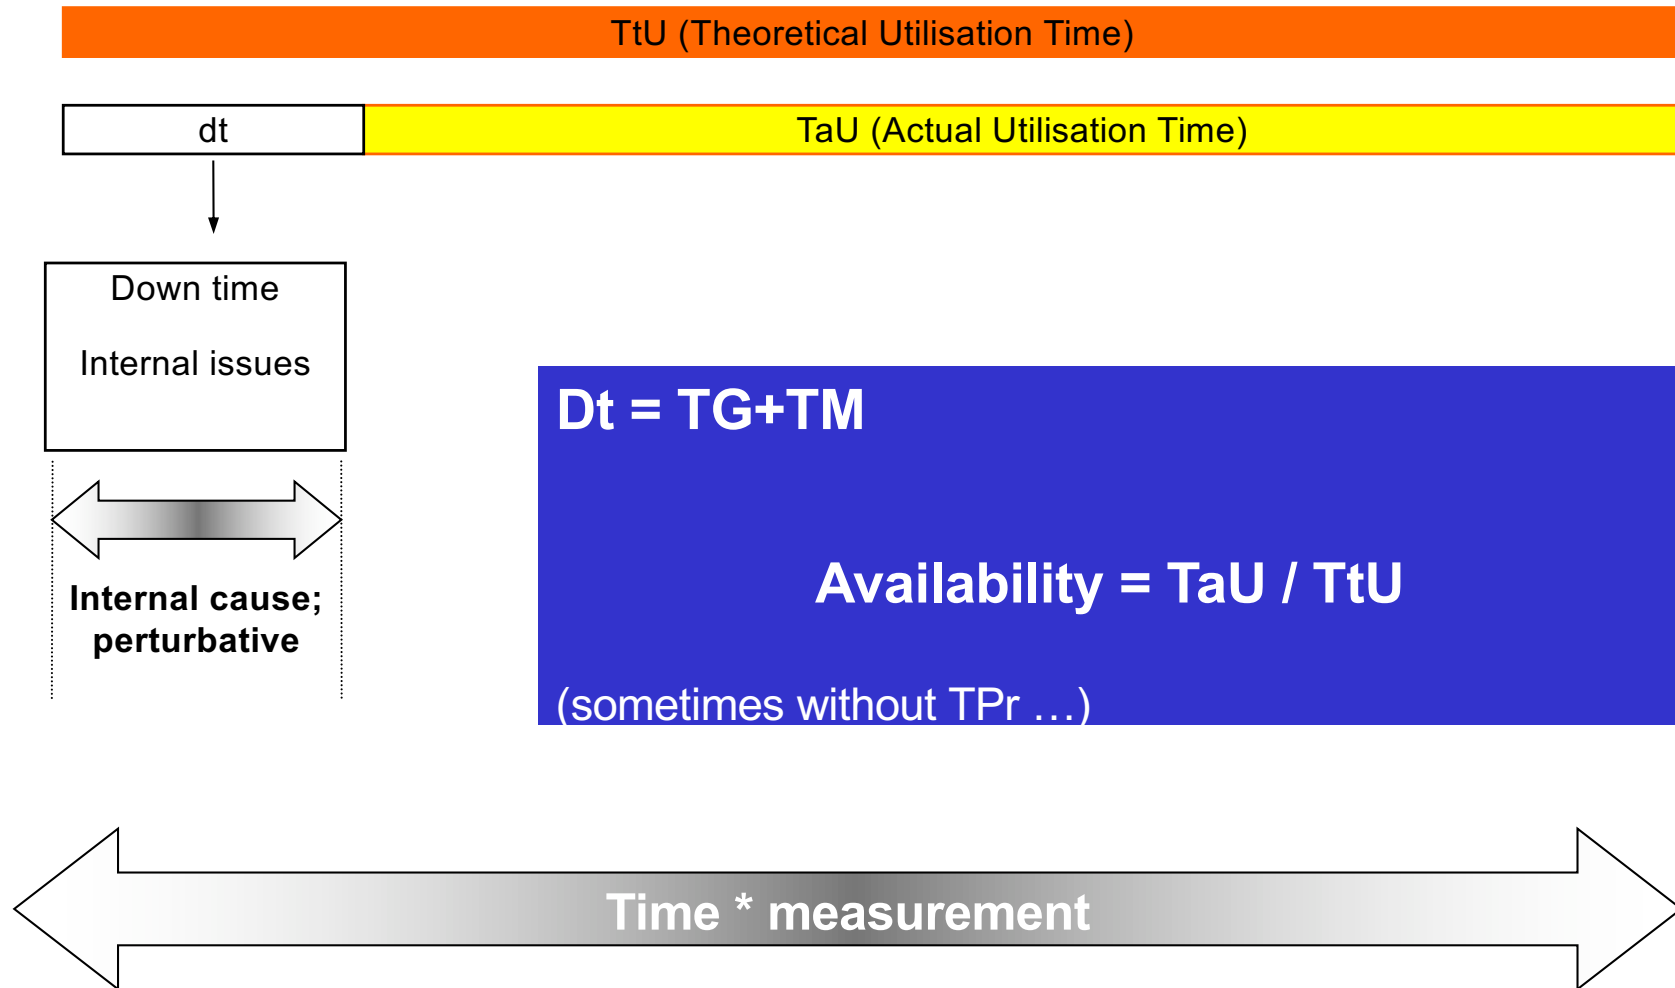 TtU (Theoretical Utilisation Time)
dt
TaU (Actual Utilisation Time)
Down time
Internal issues
Dt = TG+TM
Availability = TaU / TtU
(sometimes without TPr …)
Internal cause;
perturbative
Time * measurement